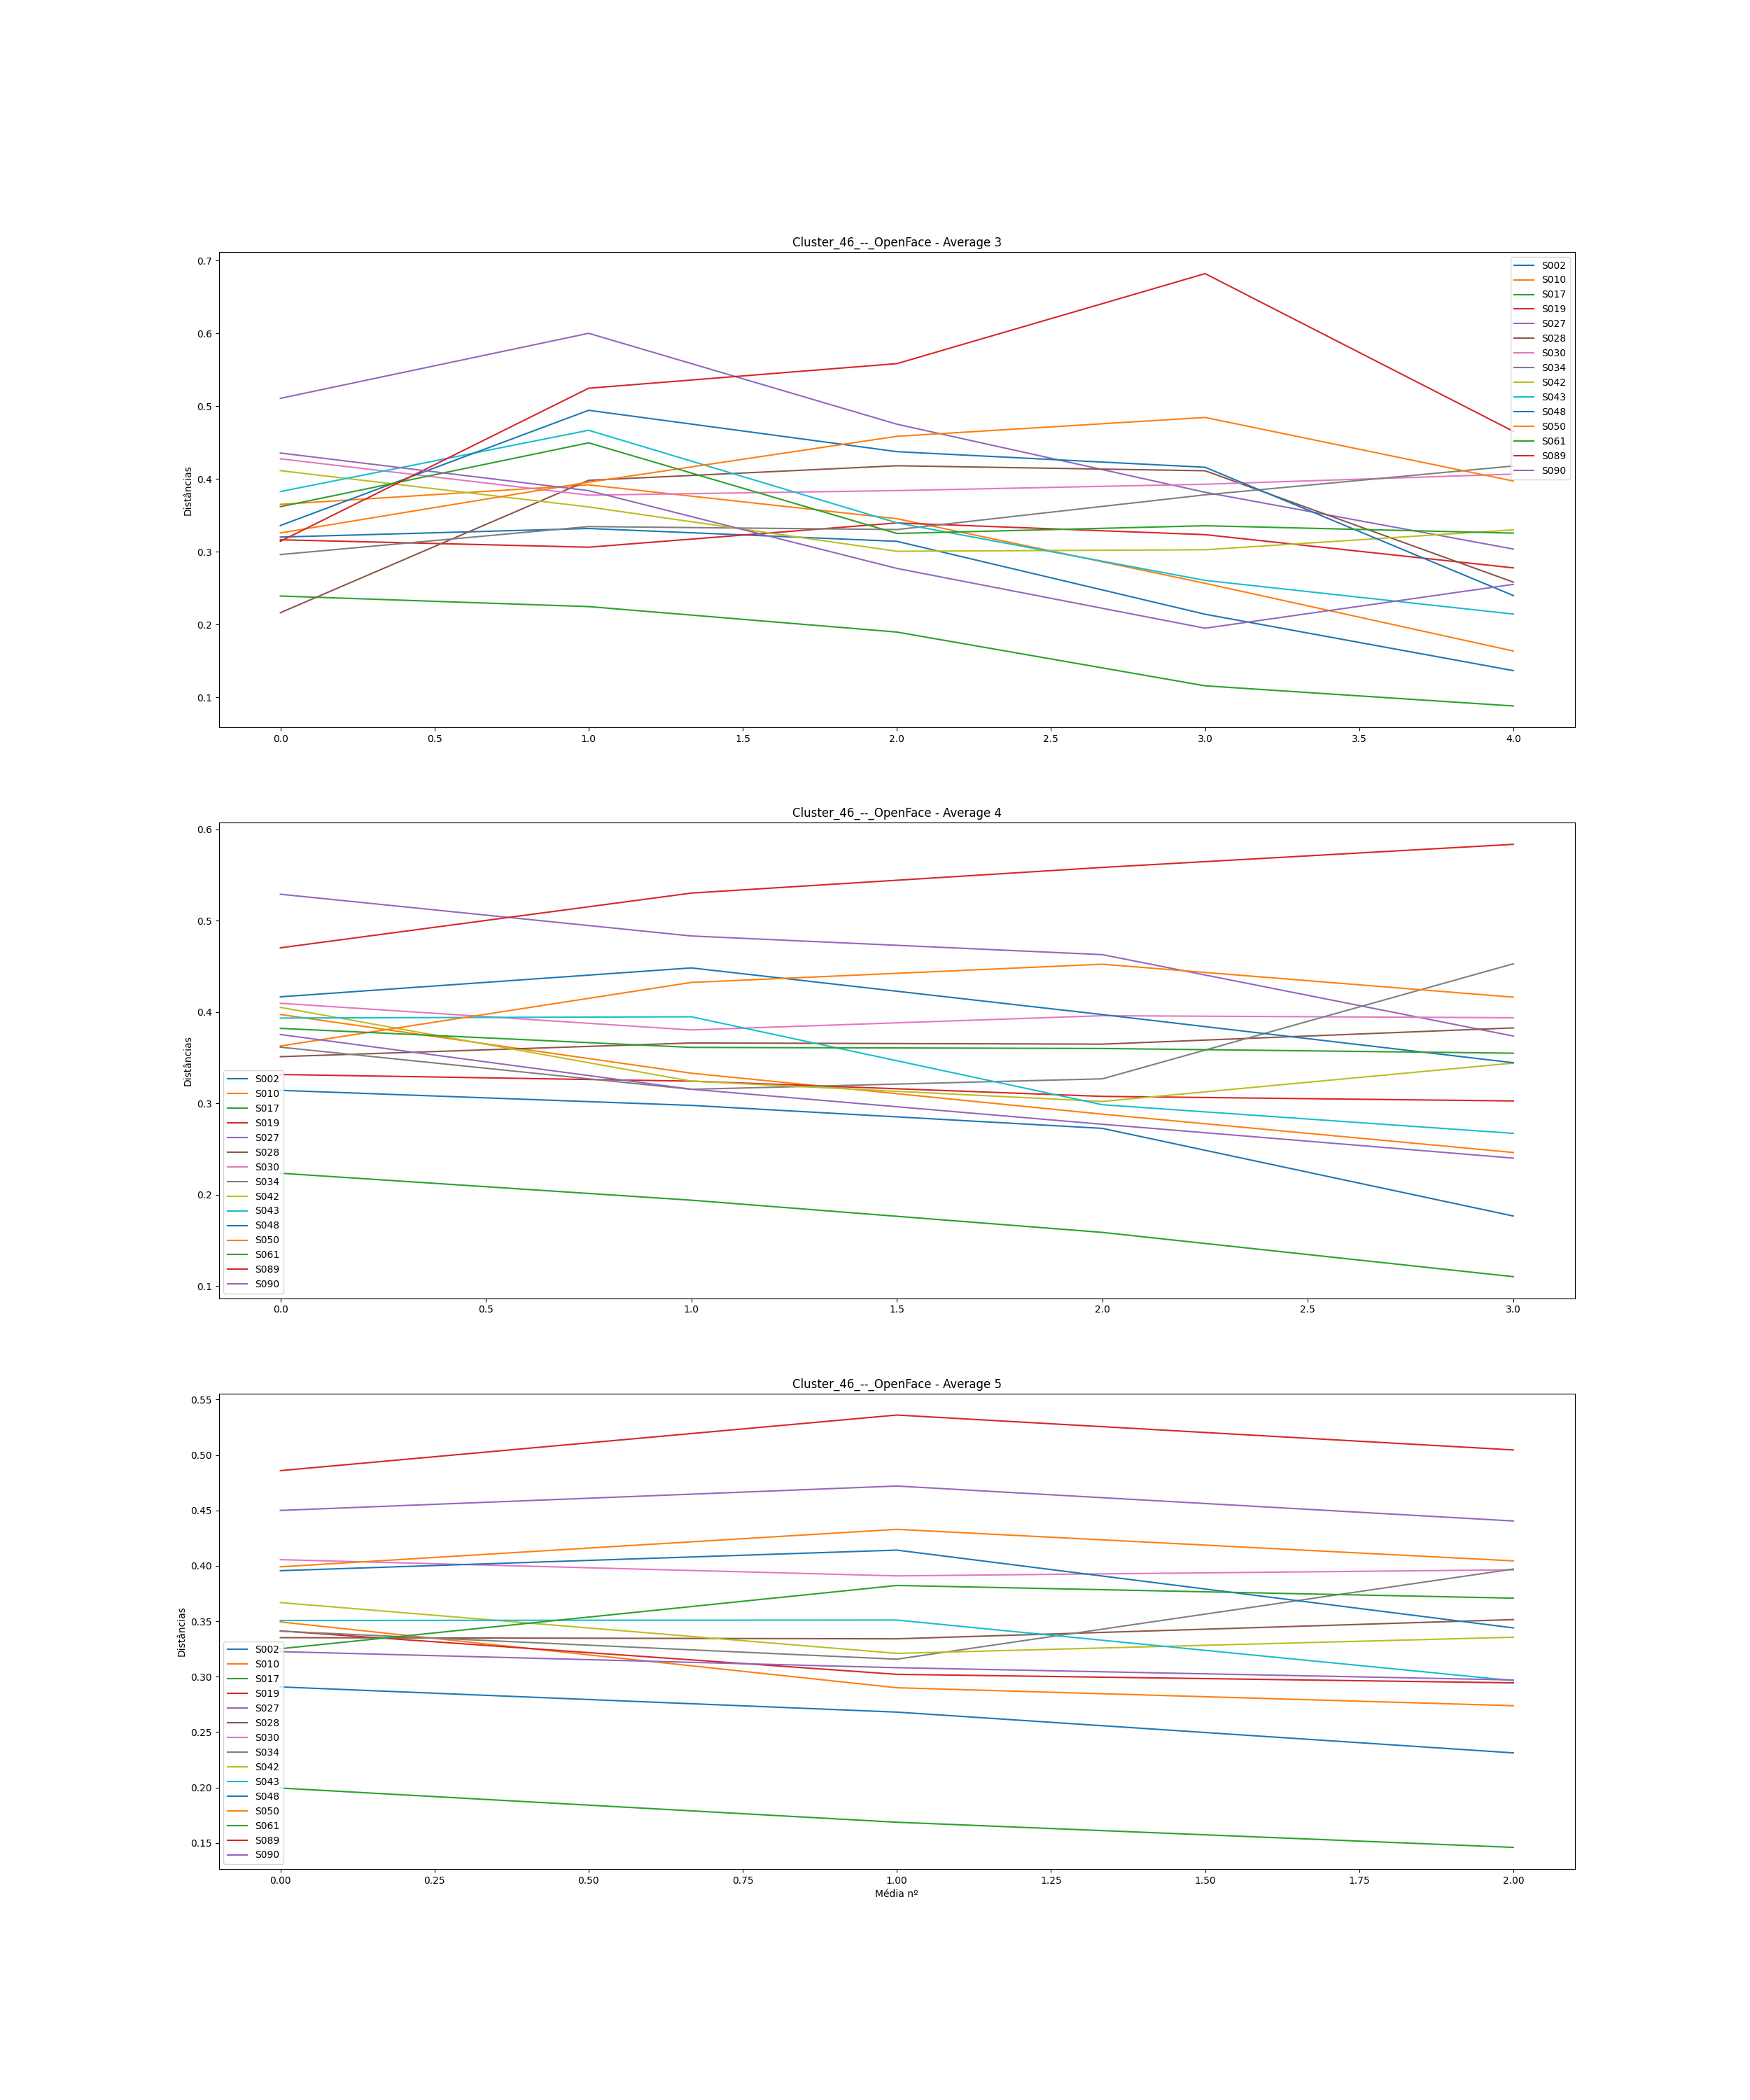 Cluster_46_--_OpenFace - Average 3
Distâncias
0.7
0.6
0.5
0.4
0.3
0.2
0.1
0.0 0.5 1.0 1.5 2.0 2.5 3.0 3.5 4.0
S002
S010
S017
S019
S027
S028
S030
S034
S042
S043
S048
S050
S061
S089
S090
Cluster_46_--_OpenFace - Average 4
Distâncias
0.6
0.5
0.4
0.3
0.2
0.1
0.0 0.5 1.0 1.5 2.0 2.5 3.0
S002
S010
S017
S019
S027
S028
S030
S034
S042
S043
S048
S050
S061
S089
S090
Cluster_46_--_OpenFace - Average 5
Distâncias
0.55
0.50
0.45
0.40
0.35
0.30
0.25
0.20
0.15
0.00 0.25 0.50 0.75 1.00 1.25 1.50 1.75 2.00
S002
S010
S017
S019
S027
S028
S030
S034
S042
S043
S048
S050
S061
S089
S090
Média nº